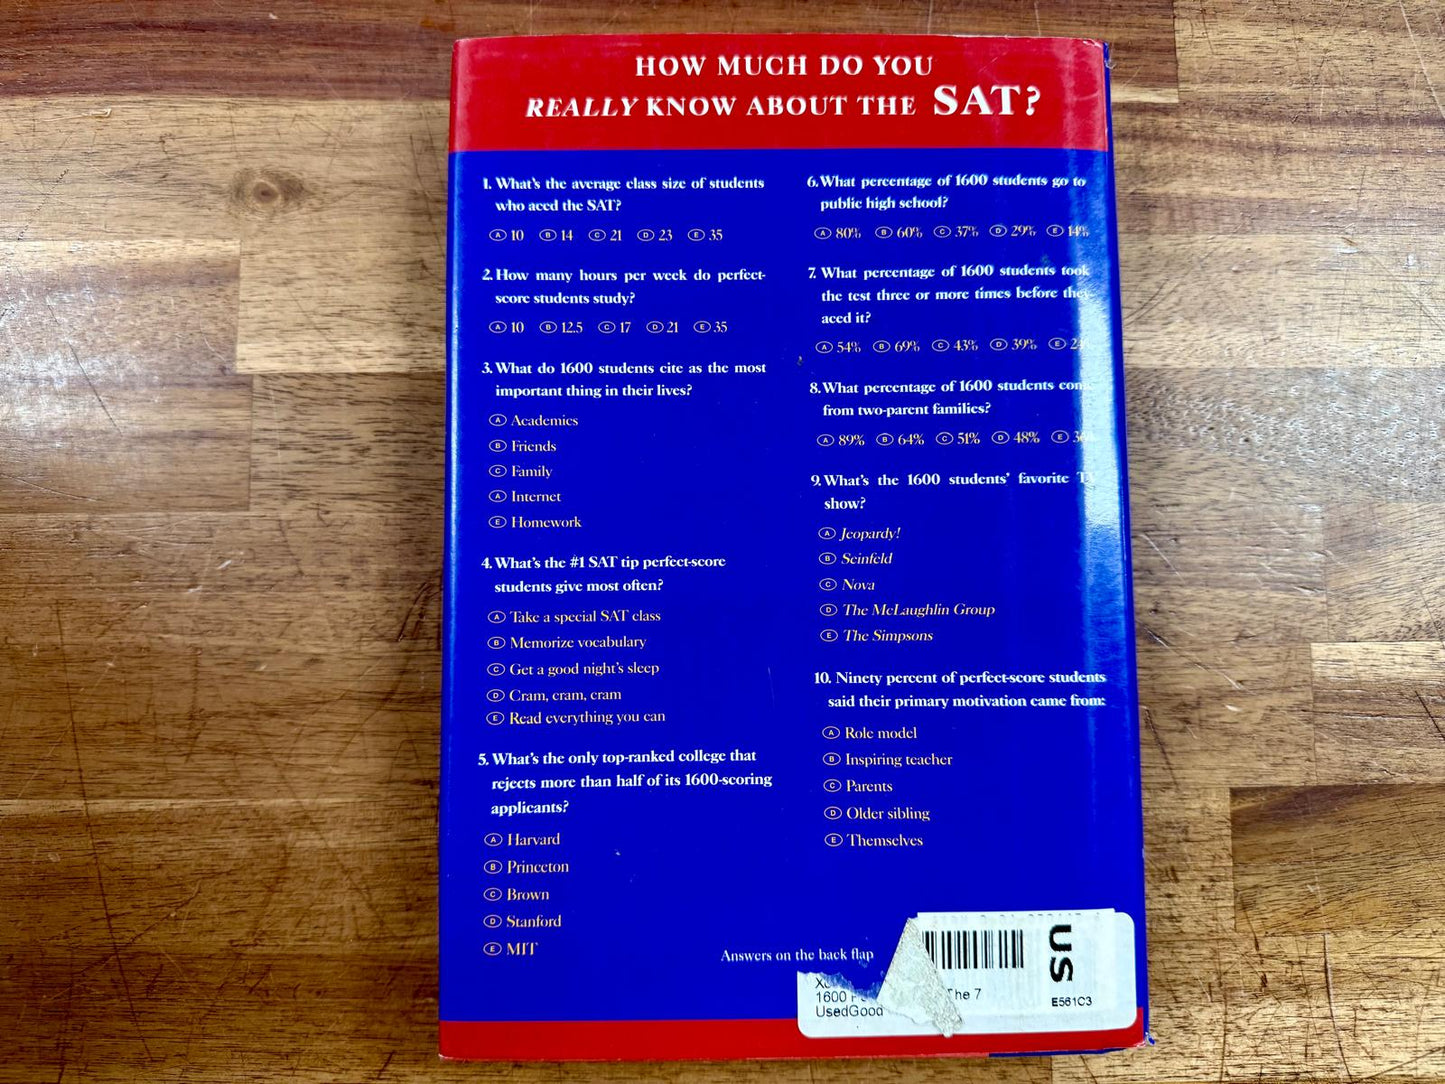 HOW MUCH DO YOU
REALLY KNOW ABOUT THE SAT?
1. What's the average class size of students
who aced the SAT?
A 10 B 14 C 21 D 23 E 35
2. How many hours per week do perfect-
score students study?
A 10 B 12.5 C 17 D 21 E 35
3. What do 1600 students cite as the most
important thing in their lives?
A Academics
B Friends
C Family
A Internet
E Homework
4. What's the #1 SAT tip perfect-score
students give most often?
A Take a special SAT class
B Memorize vocabulary
C Get a good night's sleep
D Cram, cram, cram
E Read everything you can
5. What's the only top-ranked college that
rejects more than half of its 1600-scoring
applicants?
A Harvard
B Princeton
C Brown
D Stanford
E MIT
6. What percentage of 1600 students go to
public high school?
A 80% B 60% C 37% D 29% E 14%
7. What percentage of 1600 students took
the test three or more times before they
aced it?
A 54% B 69% C 43% D 39% E
8. What percentage of 1600 students
from two-parent families?
A 89% B 64% C 51% D 48% E
9. What's the 1600 students' favorite
show?
A Jeopardy!
B Seinfeld
C Nova
D The McLaughlin Group
E The Simpsons
10. Ninety percent of perfect-score students
said their primary motivation came from:
A Role model
B Inspiring teacher
C Parents
D Older sibling
E Themselves
Answers on the back flap
US
1600 The 7
E561C3
UsedGood